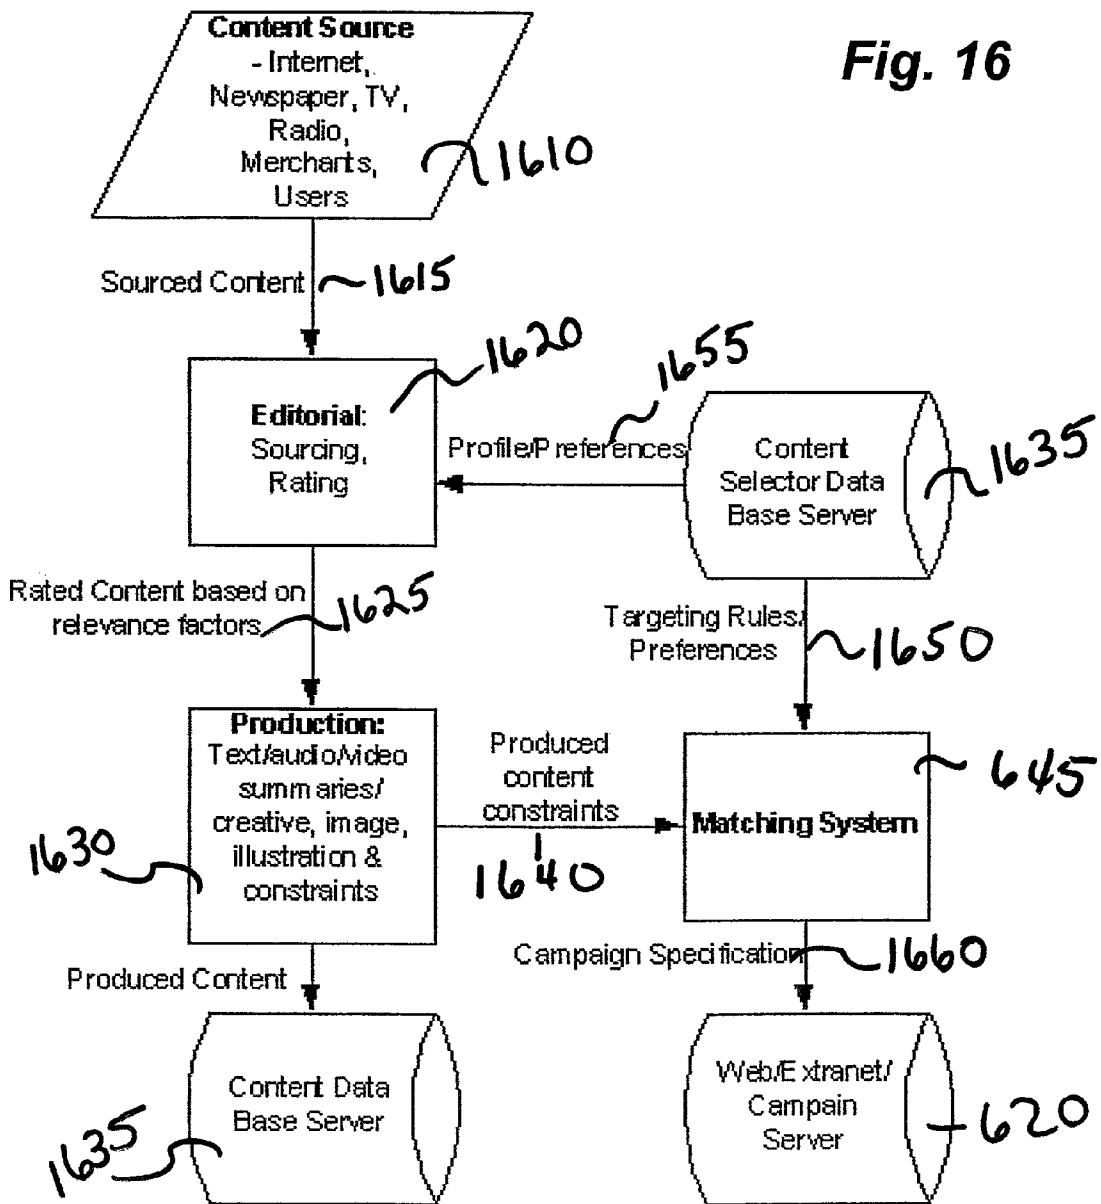 Fig. 16
Content Source
- Internet,
Newspaper, TV,
Radio,
Mercharts,
Users
1610
Sourced Content
1615
1620
Editorial:
Sourcing,
Rating
1655
Profile/Preferences
Content
Selector Data
Base Server
1635
Rated Content based on
relevance factors
1625
Targeting Rules/
Preferences
1650
Production:
Text/audio/video
summaries/
creative, image,
illustration &
constraints
1630
Produced
content
constraints
1640
Matching System
645
Produced Content
Campaign Specification
1660
Content Data
Base Server
1635
Web/Extranet/
Campain
Server
620